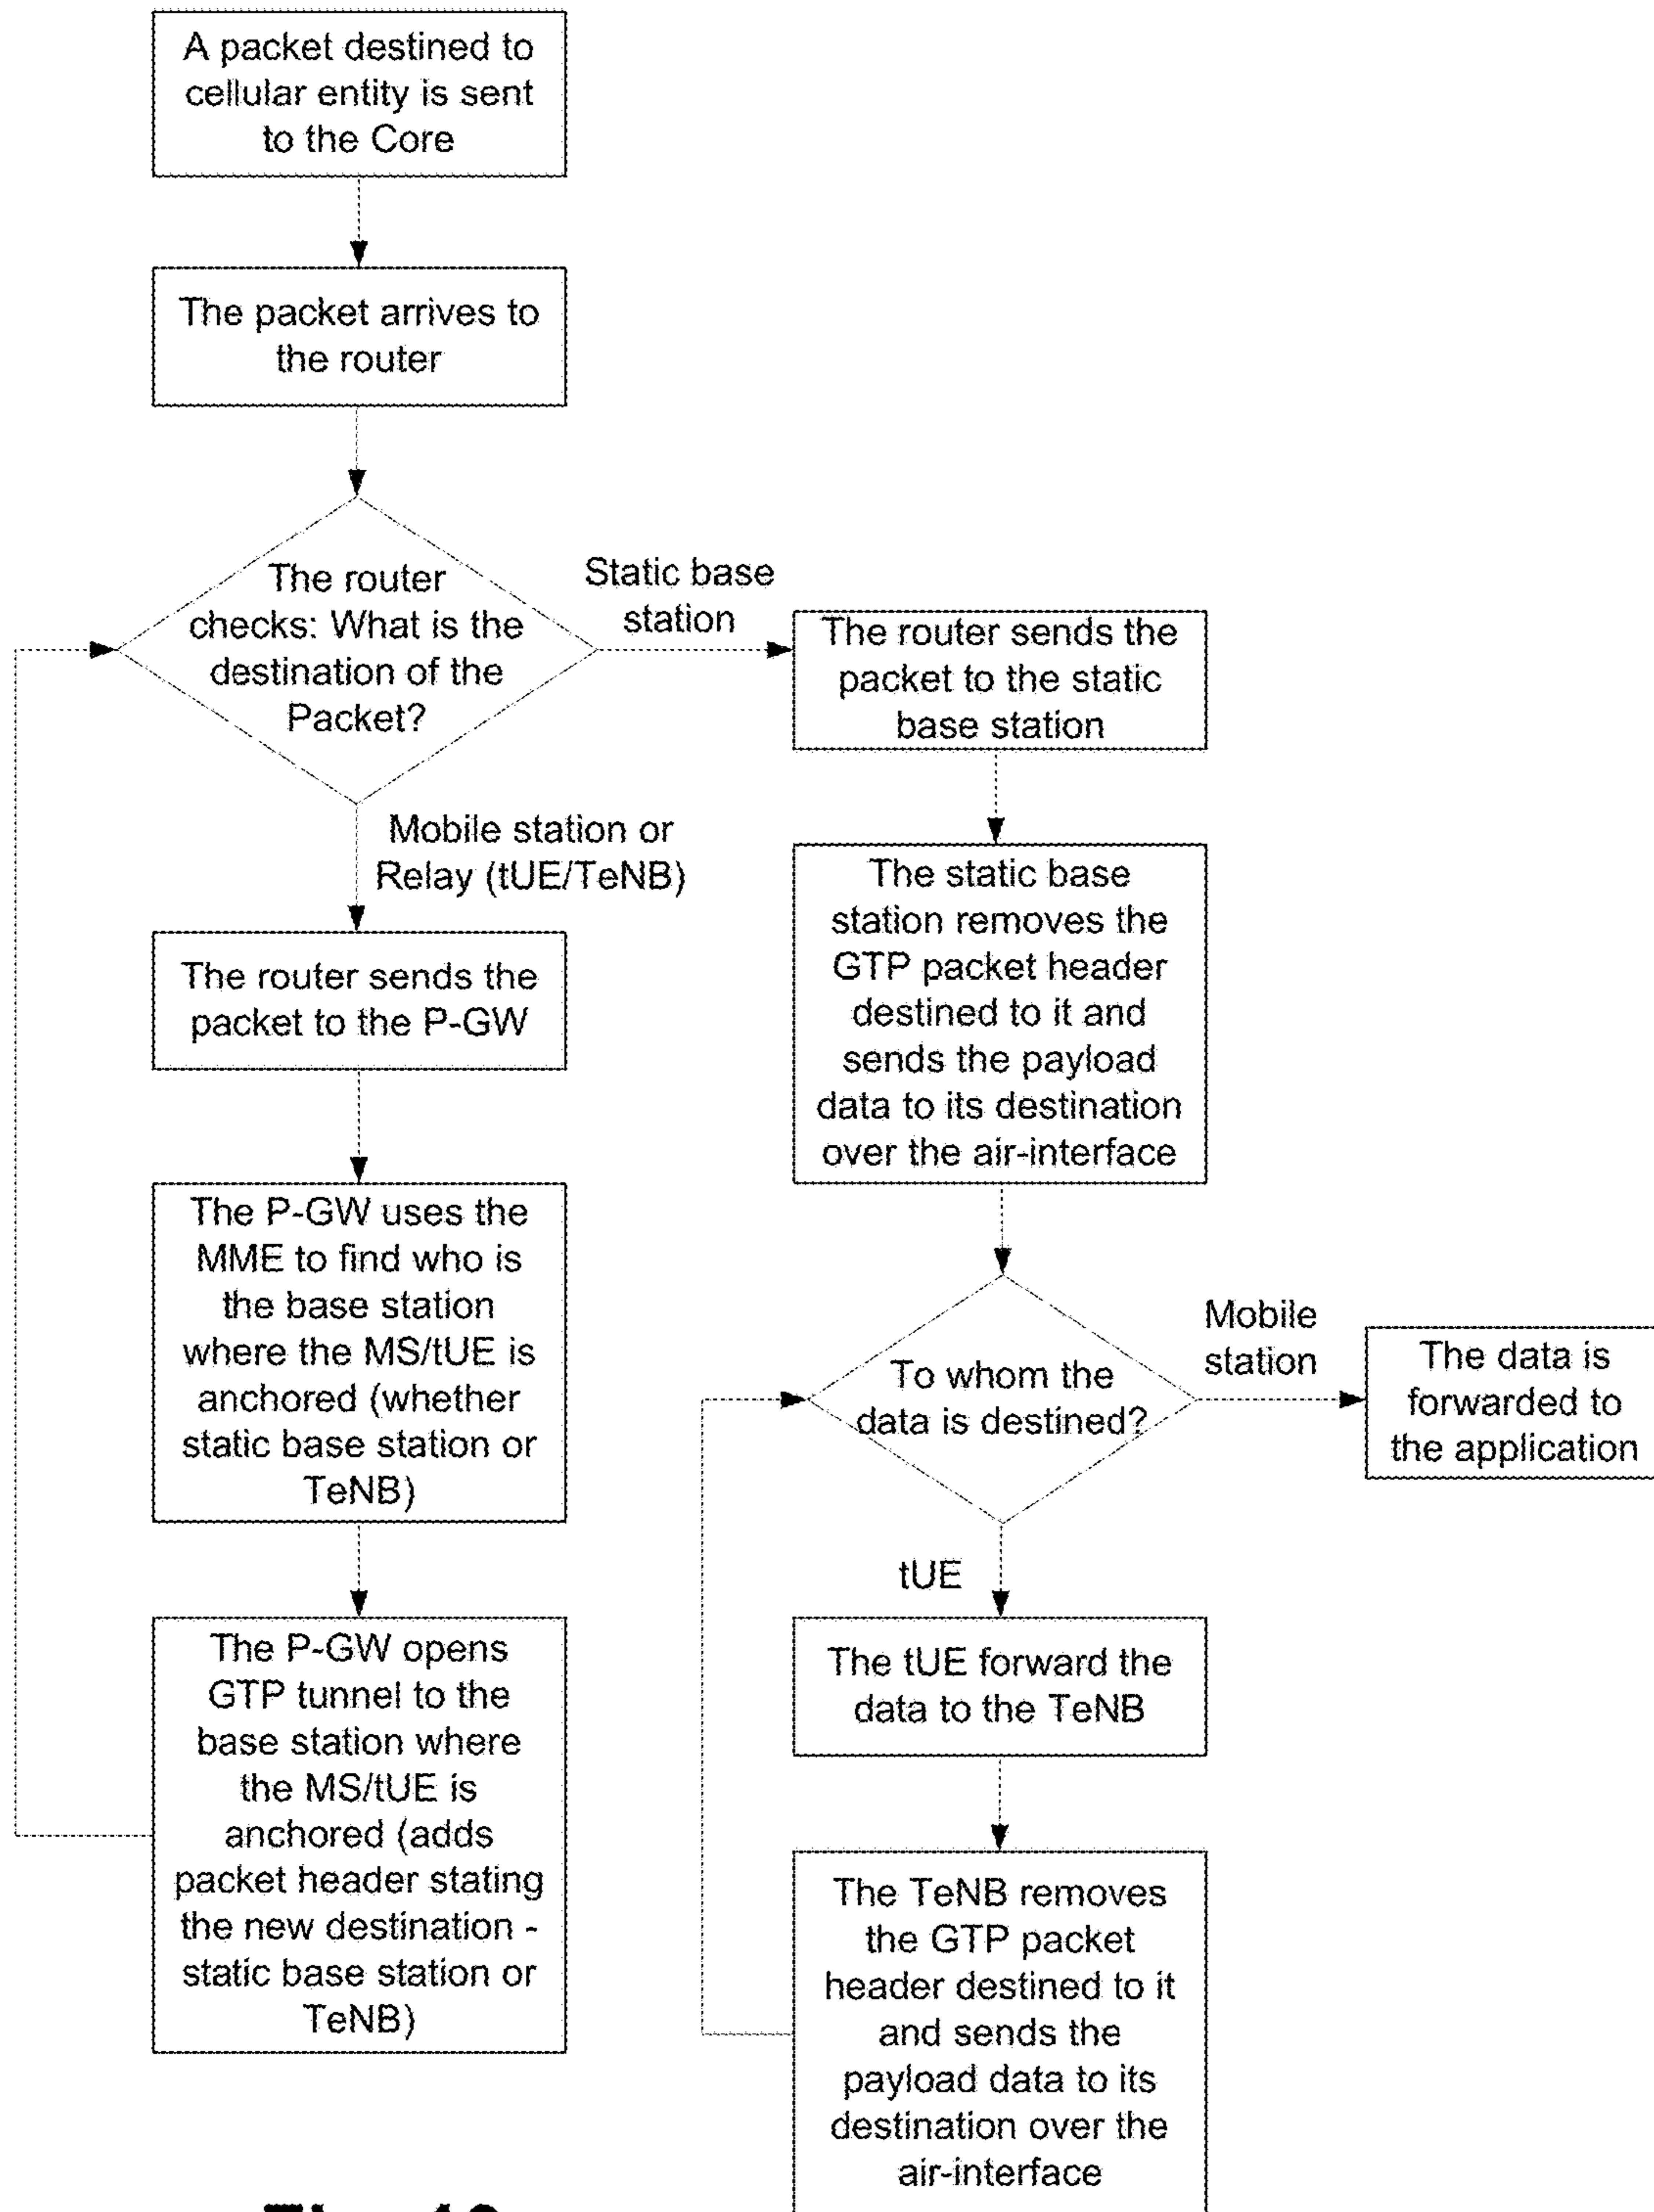 A packet destined to
cellular entity is sent
to the Core
The packet arrives to
the router
The router
checks: What is the
destination of the
Packet?
Static base
station
Mobile station or
Relay (tUE/TeNB)
The router sends the
packet to the P-GW
The P-GW uses the
MME to find who is
the base station
where the MS/tUE is
anchored (whether
static base station or
TeNB)
The P-GW opens
GTP tunnel to the
base station where
the MS/tUE is
anchored (adds
packet header stating
the new destination -
static base station or
TeNB)
The router sends the
packet to the static
base station
The static base
station removes the
GTP packet header
destined to it and
sends the payload
data to its destination
over the air-interface
To whom the
data is destined?
Mobile
station
The data is
forwarded to
the application
tUE
The tUE forward the
data to the TeNB
The TeNB removes
the GTP packet
header destined to it
and sends the
payload data to its
destination over the
air-interface